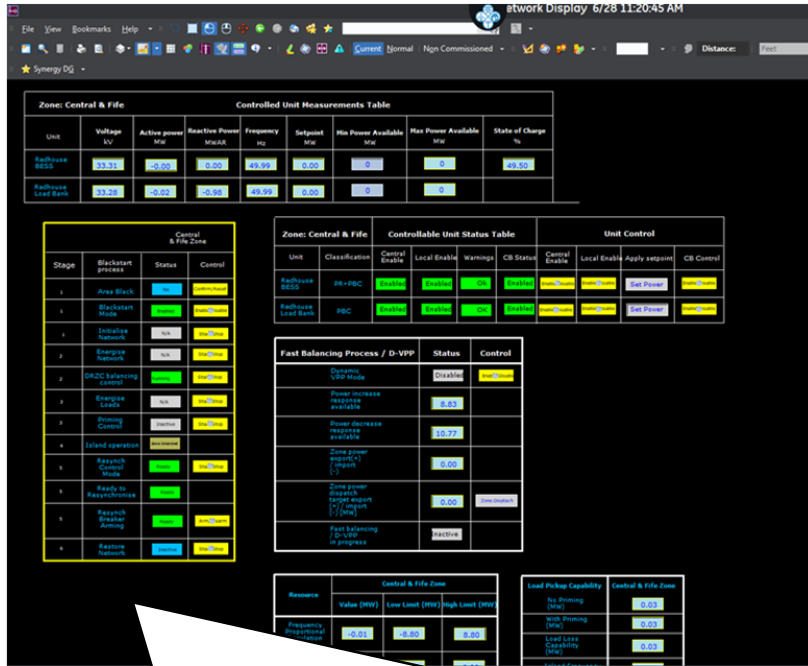 etwork Display 6/28 11:20:45 AM
File View Bookmarks Help
Current Normal Non Commissioned Distance: Feet
Synergy DG
Zone: Central & Fife Controlled Unit Measurements Table
Unit Voltage kV Active power MW Reactive Power MWAR Frequency Hz Setpoint MW Min Power Available MW Max Power Available MW State of Charge %
Redhouse BESS 33.31 -0.00 0.00 49.99 0.00 0 0 49.50
Redhouse Load Bank 33.28 -0.02 -0.98 49.99 0.00 0 0
Central & Fife Zone
Stage Blackstart process Status Control
1 Area Black No Confirm/Reset
1 Blackstart Mode Enabled
1 Initialise Network N/A
2 Energise Network N/A
2 DRZC balancing control Running
3 Energise Loads N/A
3 Priming Control Inactive
4 Island operation
5 Resynch Control Mode Ready
5 Ready to Resynchronise Ready
5 Resynch Breaker Arming Ready
6 Restore Network Inactive
Zone: Central & Fife Controllable Unit Status Table Unit Control
Unit Classification Central Enable Local Enable Warnings CB Status Central Enable Local Enable Apply setpoint CB Control
Redhouse BESS PR+PBC Enabled Enabled Ok Enabled Set Power
Redhouse Load Bank PBC Enabled Enabled OK Enabled Set Power
Fast Balancing Process / D-VPP Status Control
Dynamic VPP Mode Disabled
Power increase response available 8.83
Power decrease response available 10.77
Zone power export(+) / import (-) 0.00
Zone power dispatch target export (+) / import (-) (MW) 0.00 Zone Dispatch
Fast balancing / D-VPP in progress Inactive
Resource Central & Fife Zone
Value (MW) Low Limit (MW) High Limit (MW)
Frequency Proportional -0.01 -8.80 8.80
Load Pickup Capability Central & Fife Zone
No Priming (MW) 0.03
With Priming (MW) 0.03
Load Loss Capability (MW) 0.03